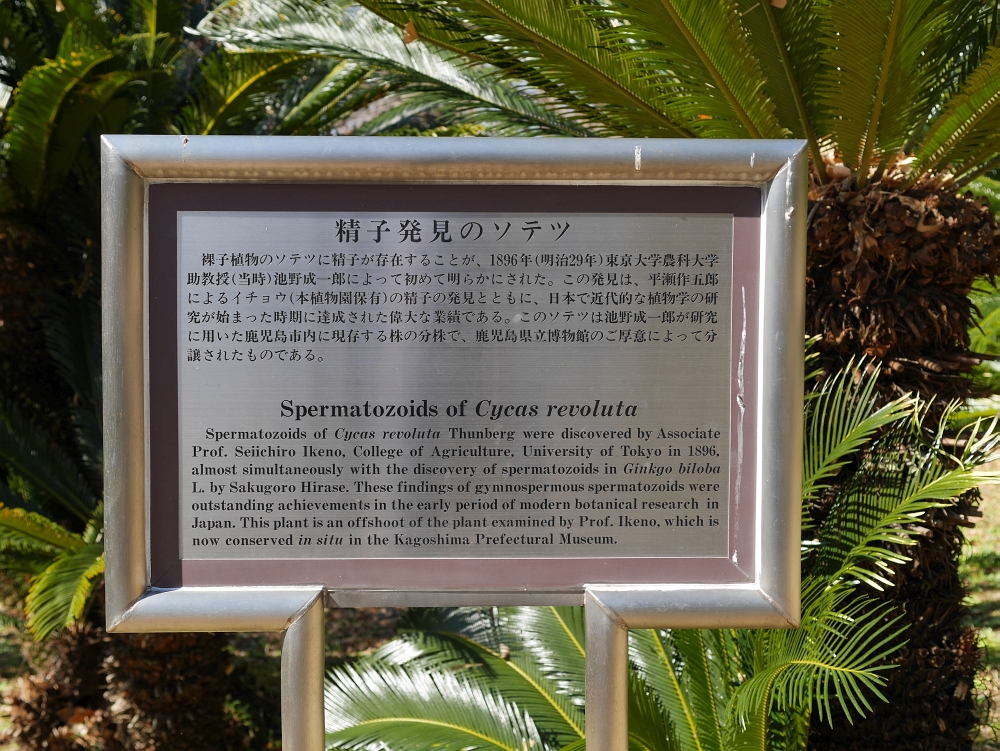 精子発見のソテツ
裸子植物のソテツに精子が存在することが、1896年(明治29年)東京大学農科大学
助教授(当時)池野成一郎によって初めて明らかにされた。この発見は、平瀬作五郎
によるイチョウ(本植物園保有)の精子の発見とともに、日本で近代的な植物学の研
究が始まった時期に達成された偉大な業績である。このソテツは池野成一郎が研究
に用いた鹿児島市内に現存する株の分株で、鹿児島県立博物館のご厚意によって分
譲されたものである。
Spermatozoids of Cycas revoluta
Spermatozoids of Cycas revoluta Thunberg were discovered by Associate
Prof. Seiichiro Ikeno, College of Agriculture, University of Tokyo in 1896,
almost simultaneously with the discovery of spermatozoids in Ginkgo biloba
L. by Sakugoro Hirase. These findings of gymnospermous spermatozoids were
outstanding achievements in the early period of modern botanical research in
Japan. This plant is an offshoot of the plant examined by Prof. Ikeno, which is
now conserved in situ in the Kagoshima Prefectural Museum.